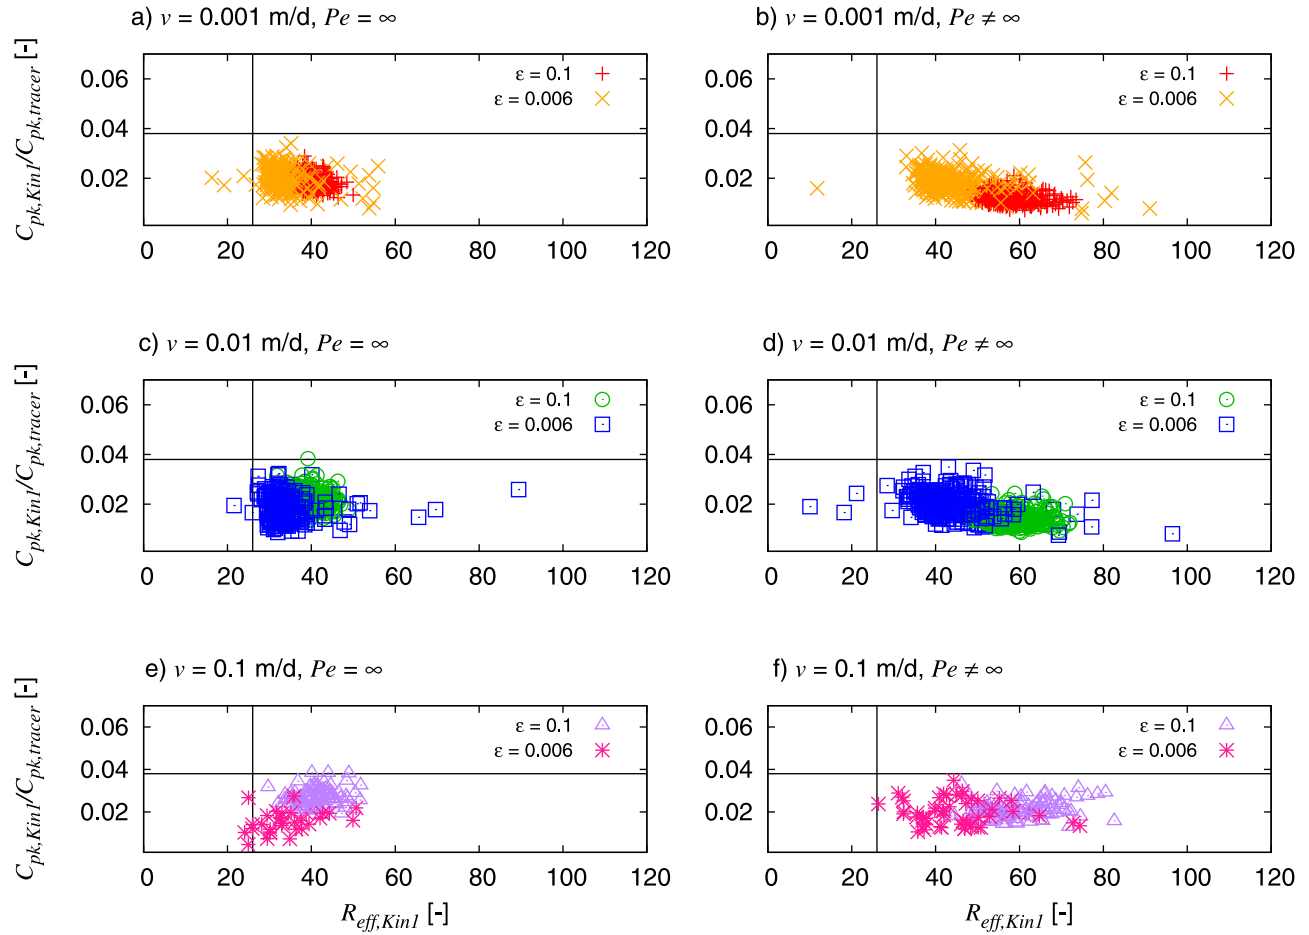 a) v = 0.001 m/d, Pe = ∞
b) v = 0.001 m/d, Pe ≠ ∞
C_pk,Kin1/C_pk,tracer [-]
0.06
0.04
0.02
ε = 0.1
ε = 0.006
0 20 40 60 80 100 120
0.06
0.04
0.02
ε = 0.1
ε = 0.006
0 20 40 60 80 100 120
c) v = 0.01 m/d, Pe = ∞
d) v = 0.01 m/d, Pe ≠ ∞
C_pk,Kin1/C_pk,tracer [-]
0.06
0.04
0.02
ε = 0.1
ε = 0.006
0 20 40 60 80 100 120
0.06
0.04
0.02
ε = 0.1
ε = 0.006
0 20 40 60 80 100 120
e) v = 0.1 m/d, Pe = ∞
f) v = 0.1 m/d, Pe ≠ ∞
C_pk,Kin1/C_pk,tracer [-]
0.06
0.04
0.02
ε = 0.1
ε = 0.006
0 20 40 60 80 100 120
R_eff,Kin1 [-]
0.06
0.04
0.02
ε = 0.1
ε = 0.006
0 20 40 60 80 100 120
R_eff,Kin1 [-]